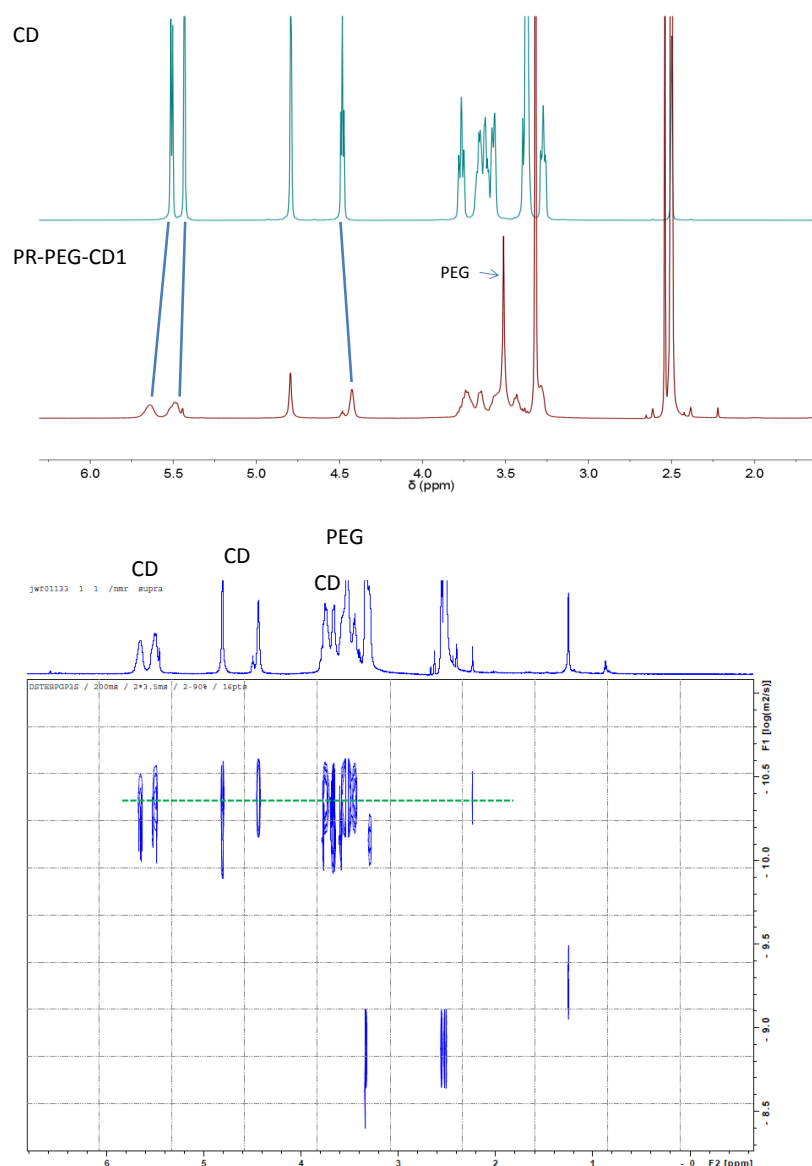 CD
PR-PEG-CD1
PEG
6.0 5.5 5.0 4.5 4.0 3.5 3.0 2.5 2.0
δ (ppm)
PEG
CD CD CD
jwf01133 1 1 /nmr supra
DSTEBPGP3S / 200ms / 2*3.5ms / 2-90% / 16pts
F1 [log(m2/s)]
- 10.5
- 10.0
- 9.5
- 9.0
- 8.5
6 5 4 3 2 1 - 0 F2 [ppm]